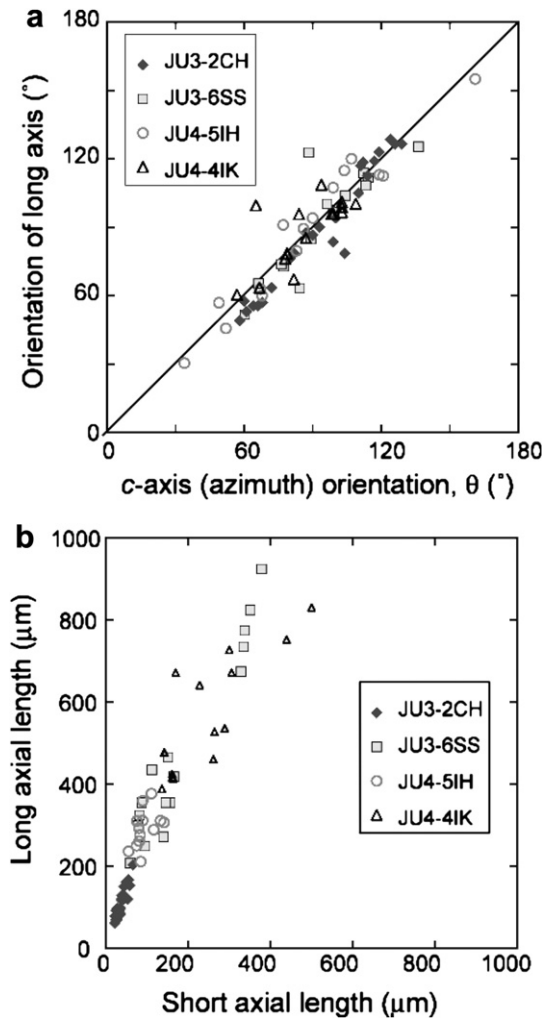 a
180
120
60
0
Orientation of long axis (°)
JU3-2CH
JU3-6SS
JU4-5IH
JU4-4IK
0 60 120 180
c-axis (azimuth) orientation, θ (°)
b
1000
800
600
400
200
0
Long axial length (μm)
JU3-2CH
JU3-6SS
JU4-5IH
JU4-4IK
0 200 400 600 800 1000
Short axial length (μm)